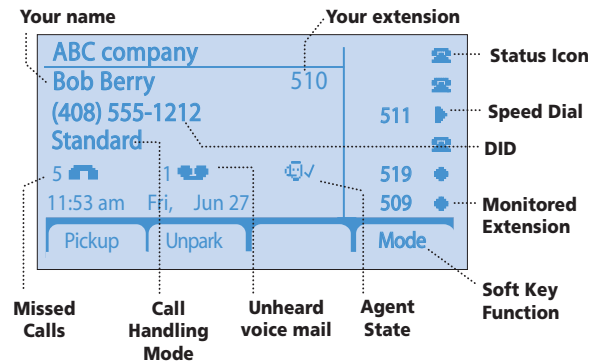 Your name
Your extension
ABC company
Bob Berry 510
Status Icon
(408) 555-1212 511
Speed Dial
Standard
DID
5 1 519
11:53 am Fri, Jun 27 509
Monitored
Extension
Pickup Unpark Mode
Soft Key
Function
Missed
Calls
Call
Handling
Mode
Unheard
voice mail
Agent
State